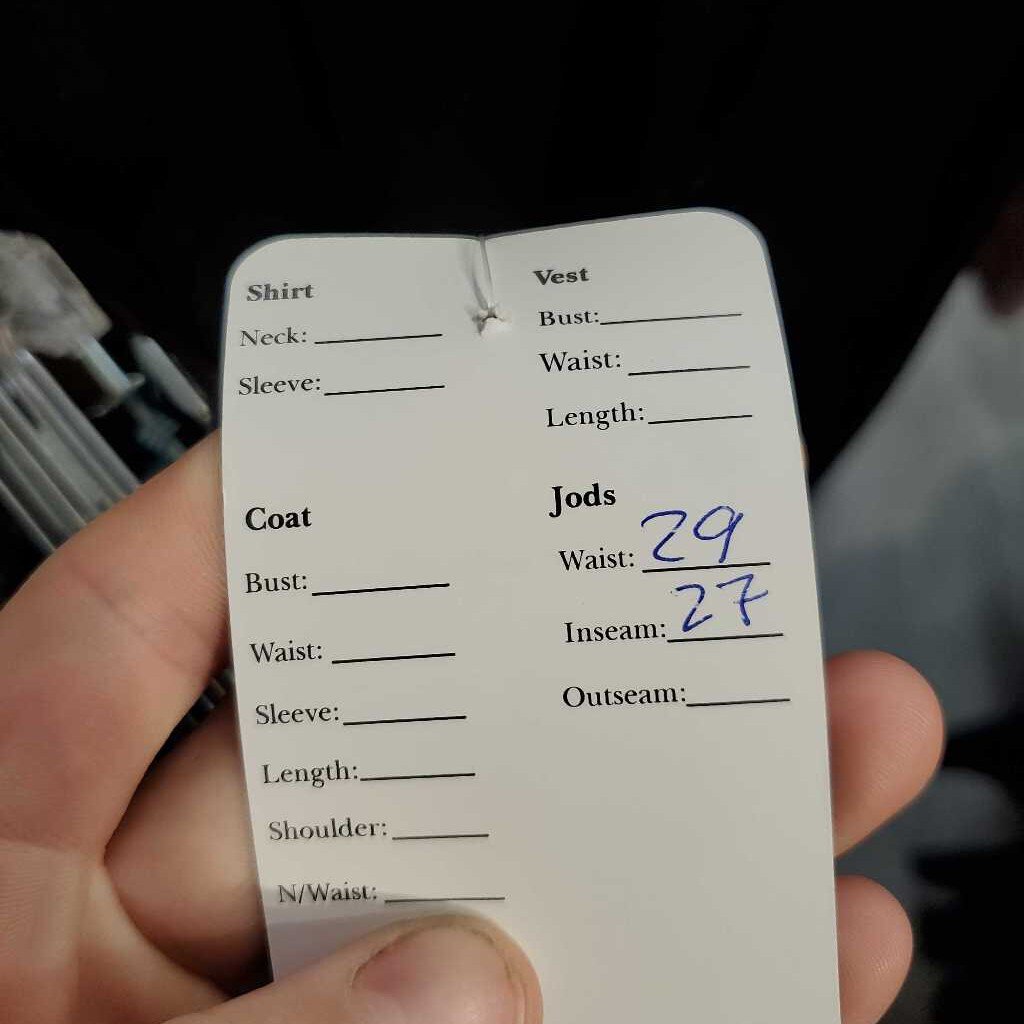 Shirt
Neck:
Sleeve:
Vest
Bust:
Waist:
Length:
Coat
Bust:
Waist:
Sleeve:
Length:
Shoulder:
N/Waist:
Jods
Waist: 29
Inseam: 27
Outseam: